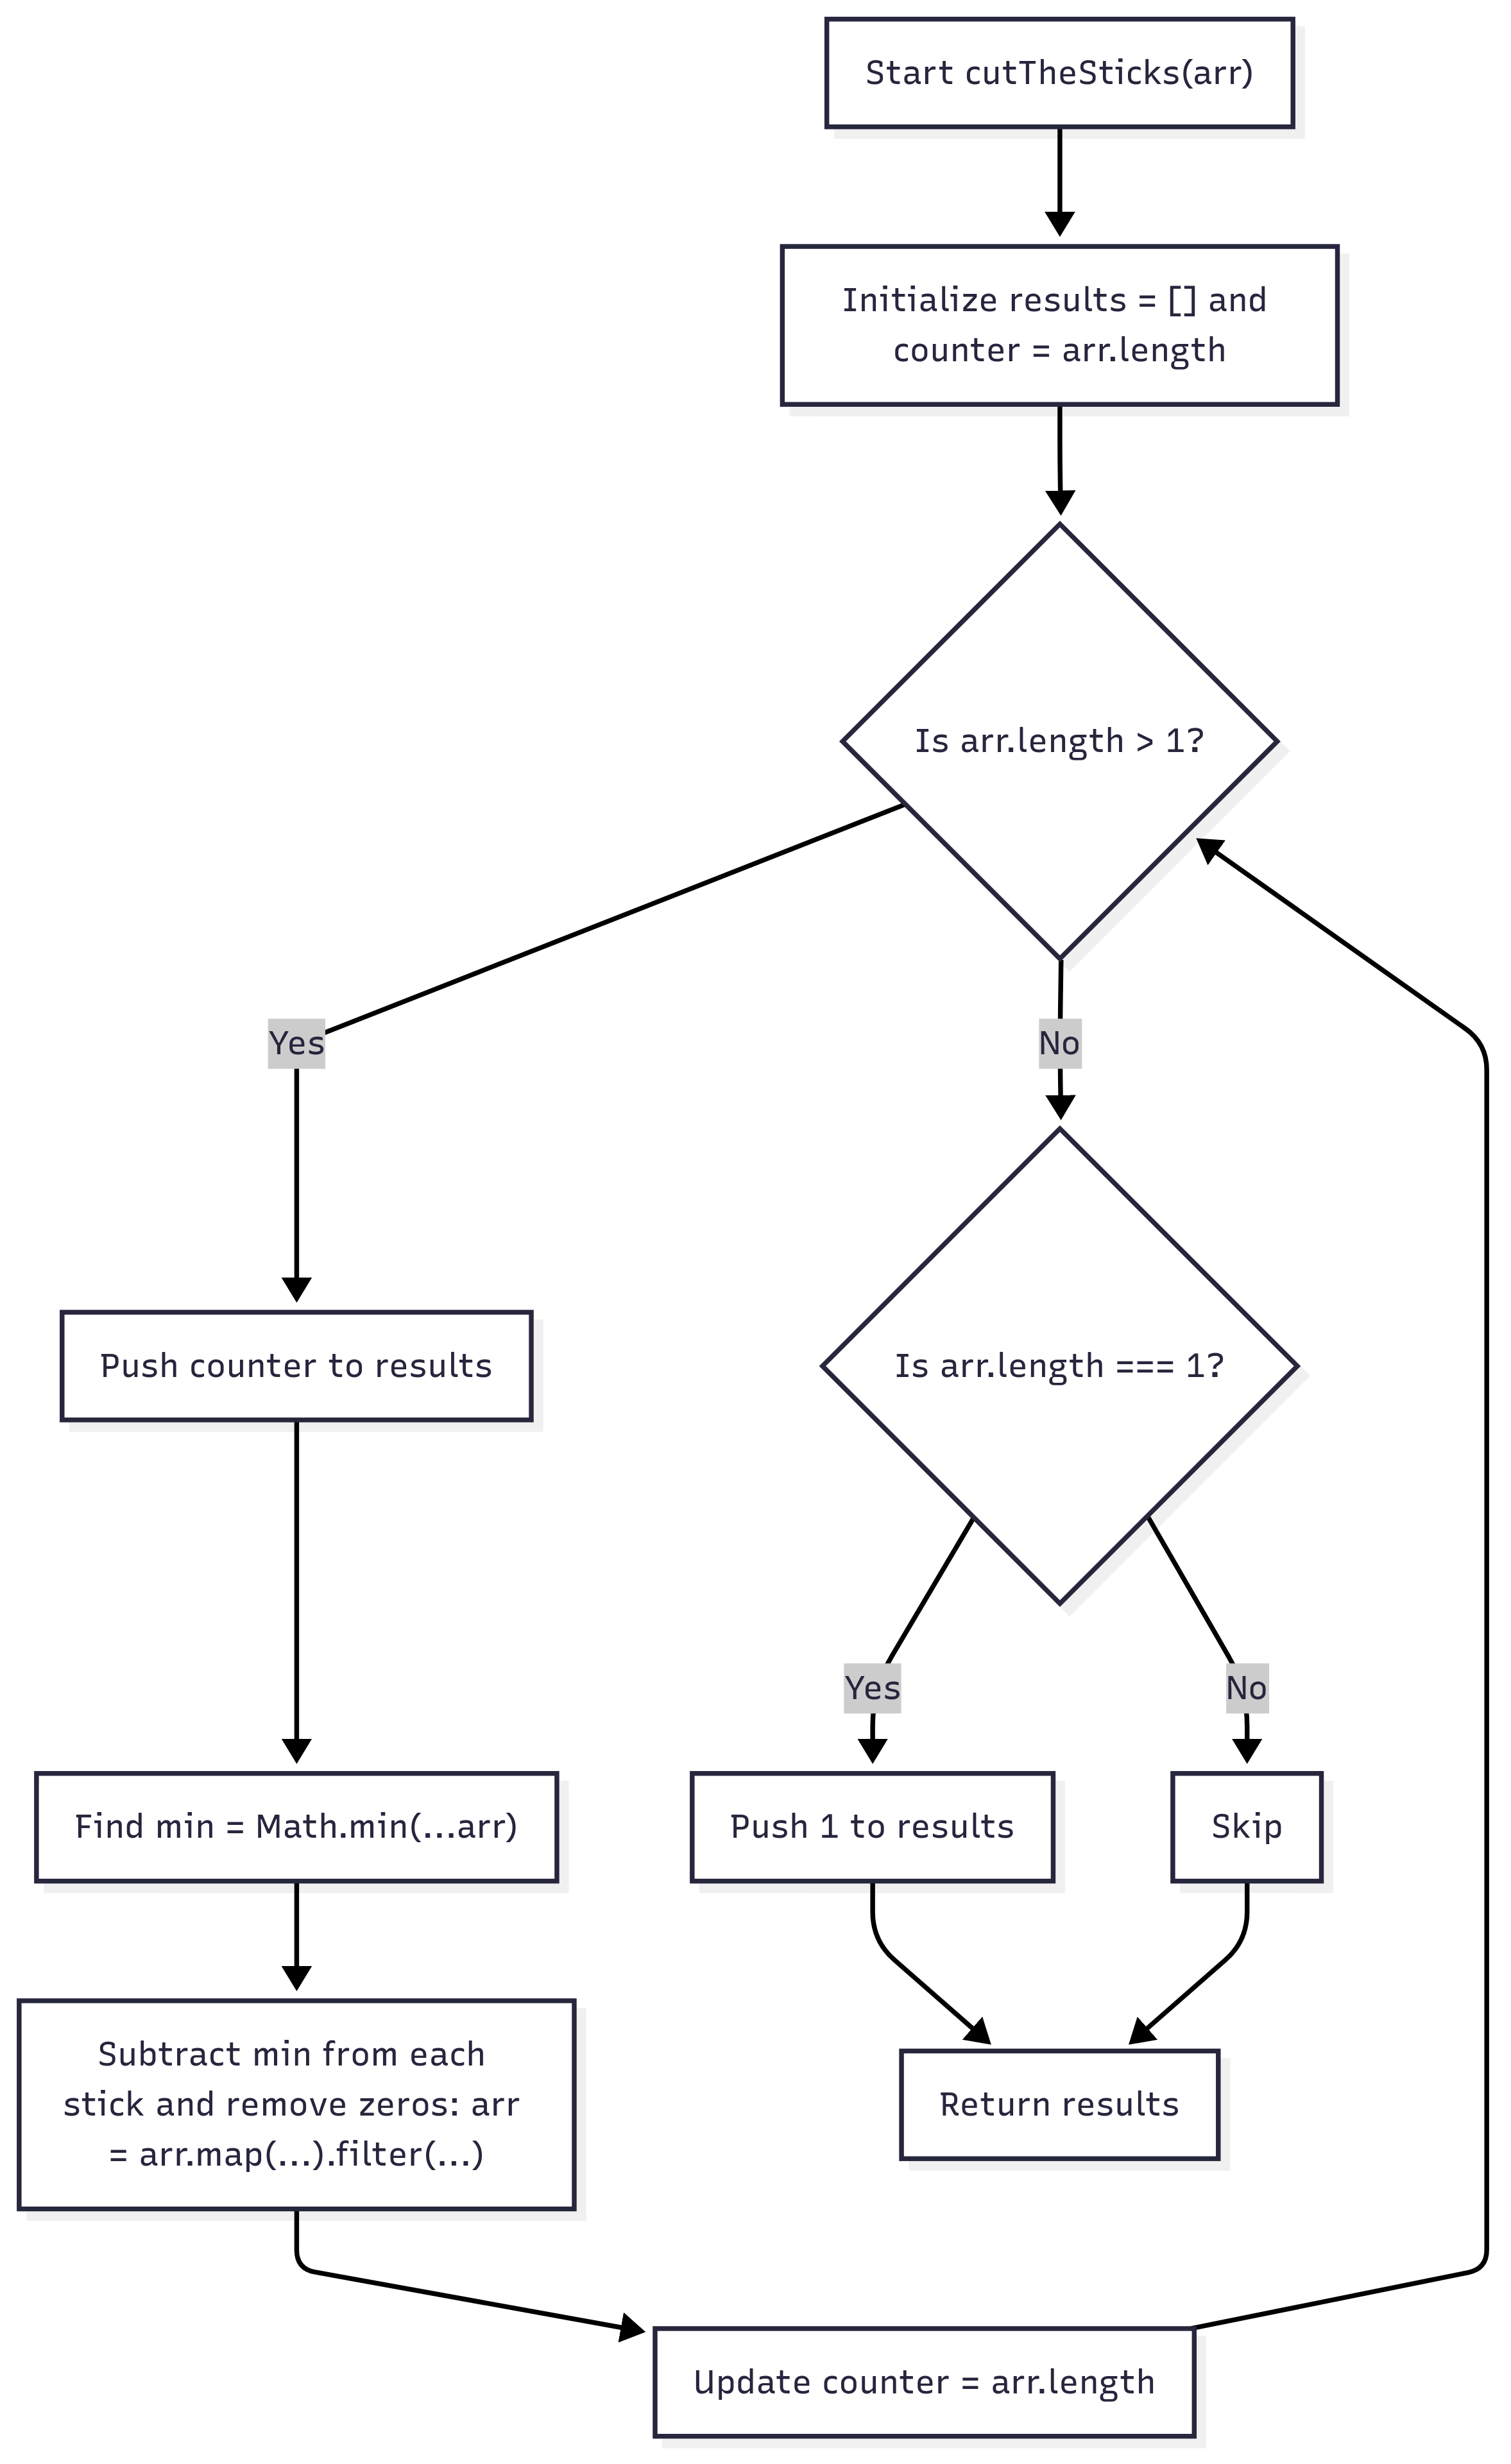 Start cutTheSticks(arr)
Initialize results = [] and
counter = arr.length
Is arr.length > 1?
Yes
No
Push counter to results
Is arr.length === 1?
Yes
No
Find min = Math.min(...arr)
Push 1 to results
Skip
Subtract min from each
stick and remove zeros: arr
= arr.map(...).filter(...)
Return results
Update counter = arr.length